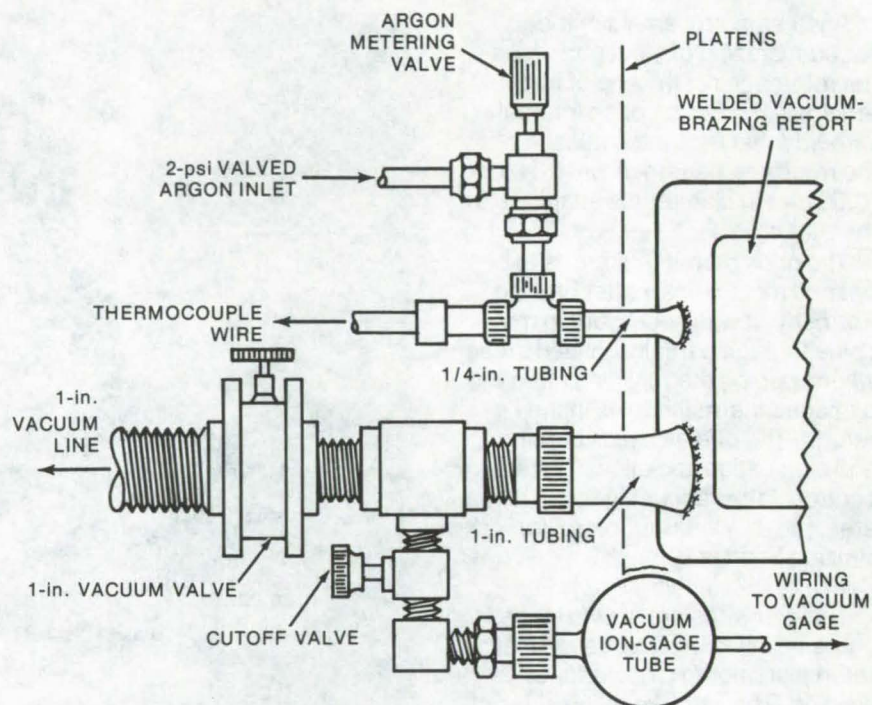 ARGON
METERING
VALVE
PLATENS
WELDED VACUUM-
BRAZING RETORT
2-psi VALVED
ARGON INLET
THERMOCOUPLE
WIRE
1/4-in. TUBING
1-in.
VACUUM
LINE
1-in. TUBING
1-in. VACUUM VALVE
CUTOFF VALVE
VACUUM
ION-GAGE
TUBE
WIRING
TO VACUUM
GAGE